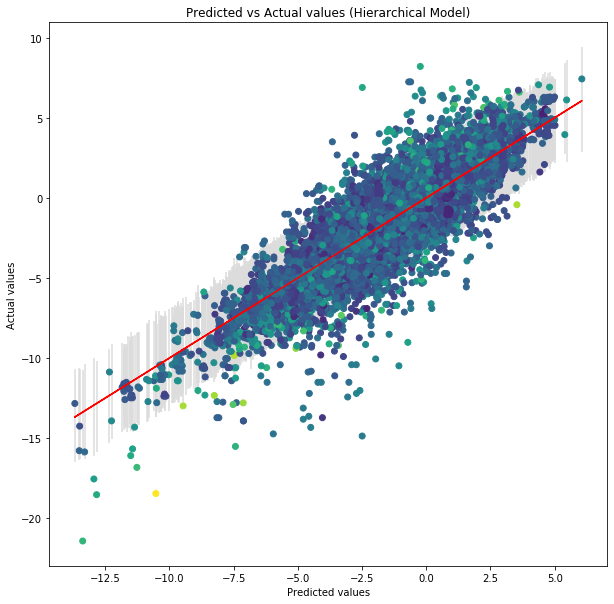 Predicted vs Actual values (Hierarchical Model)
10
5
0
−5
−10
−15
−20
Actual values
−12.5 −10.0 −7.5 −5.0 −2.5 0.0 2.5 5.0
Predicted values